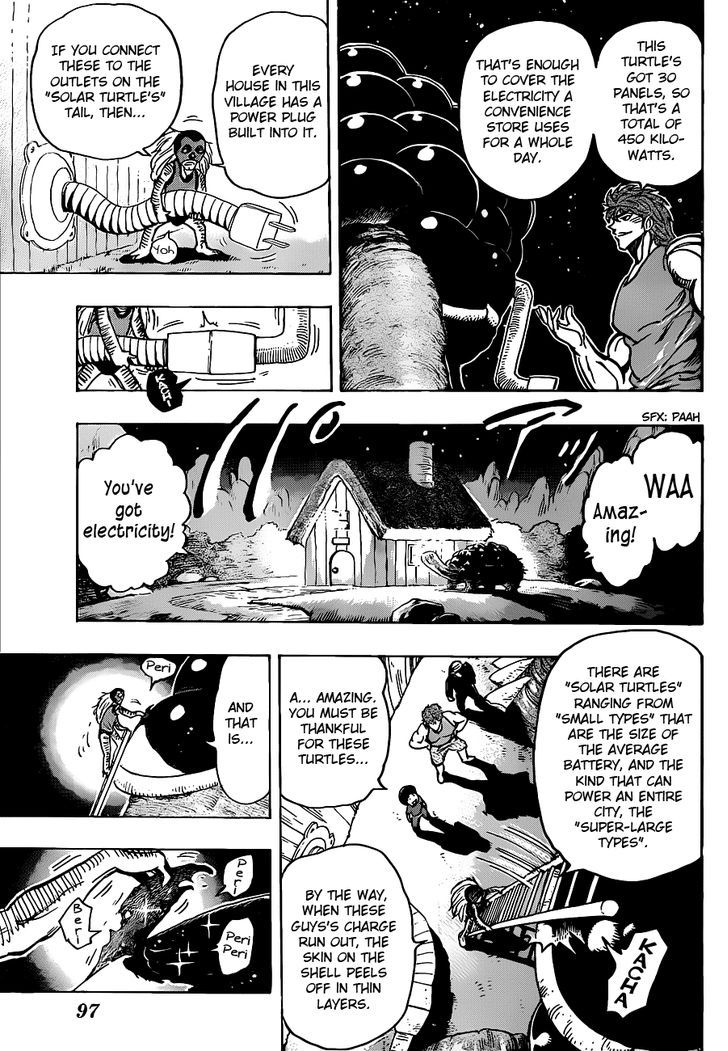 THIS
TURTLE'S
GOT 30
PANELS, SO
THAT'S A
TOTAL OF
450 KILO-
WATTS.
THAT'S ENOUGH
TO COVER THE
ELECTRICITY A
CONVENIENCE
STORE USES
FOR A WHOLE
DAY.
EVERY
HOUSE IN THIS
VILLAGE HAS A
POWER PLUG
BUILT INTO IT.
IF YOU CONNECT
THESE TO THE
OUTLETS ON THE
"SOLAR TURTLE'S"
TAIL, THEN...
Yoh
KACHI
SFX: PAAH
WAA
Amaz-
ing!
You've
got
electricity!
THERE ARE
"SOLAR TURTLES"
RANGING FROM
"SMALL TYPES" THAT
ARE THE SIZE OF
THE AVERAGE
BATTERY, AND THE
KIND THAT CAN
POWER AN ENTIRE
CITY, THE
"SUPER-LARGE
TYPES".
A... AMAZING.
YOU MUST BE
THANKFUL
FOR THESE
TURTLES...
KACHA
BY THE WAY,
WHEN THESE
GUYS'S CHARGE
RUN OUT, THE
SKIN ON THE
SHELL PEELS
OFF IN THIN
LAYERS.
AND
THAT
IS...
Peri
Peri
Peri
Peri
Beri
97